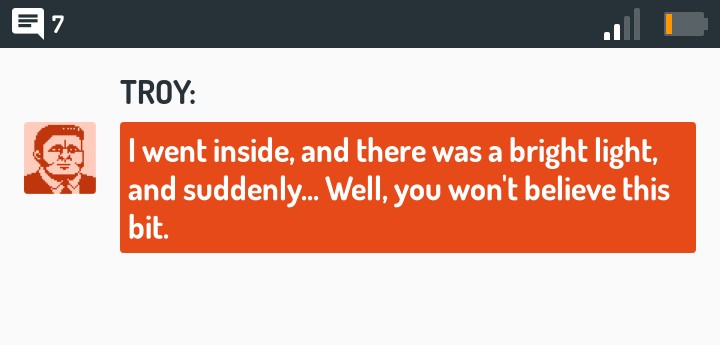 7
TROY:
I went inside, and there was a bright light,
and suddenly... Well, you won't believe this
bit.